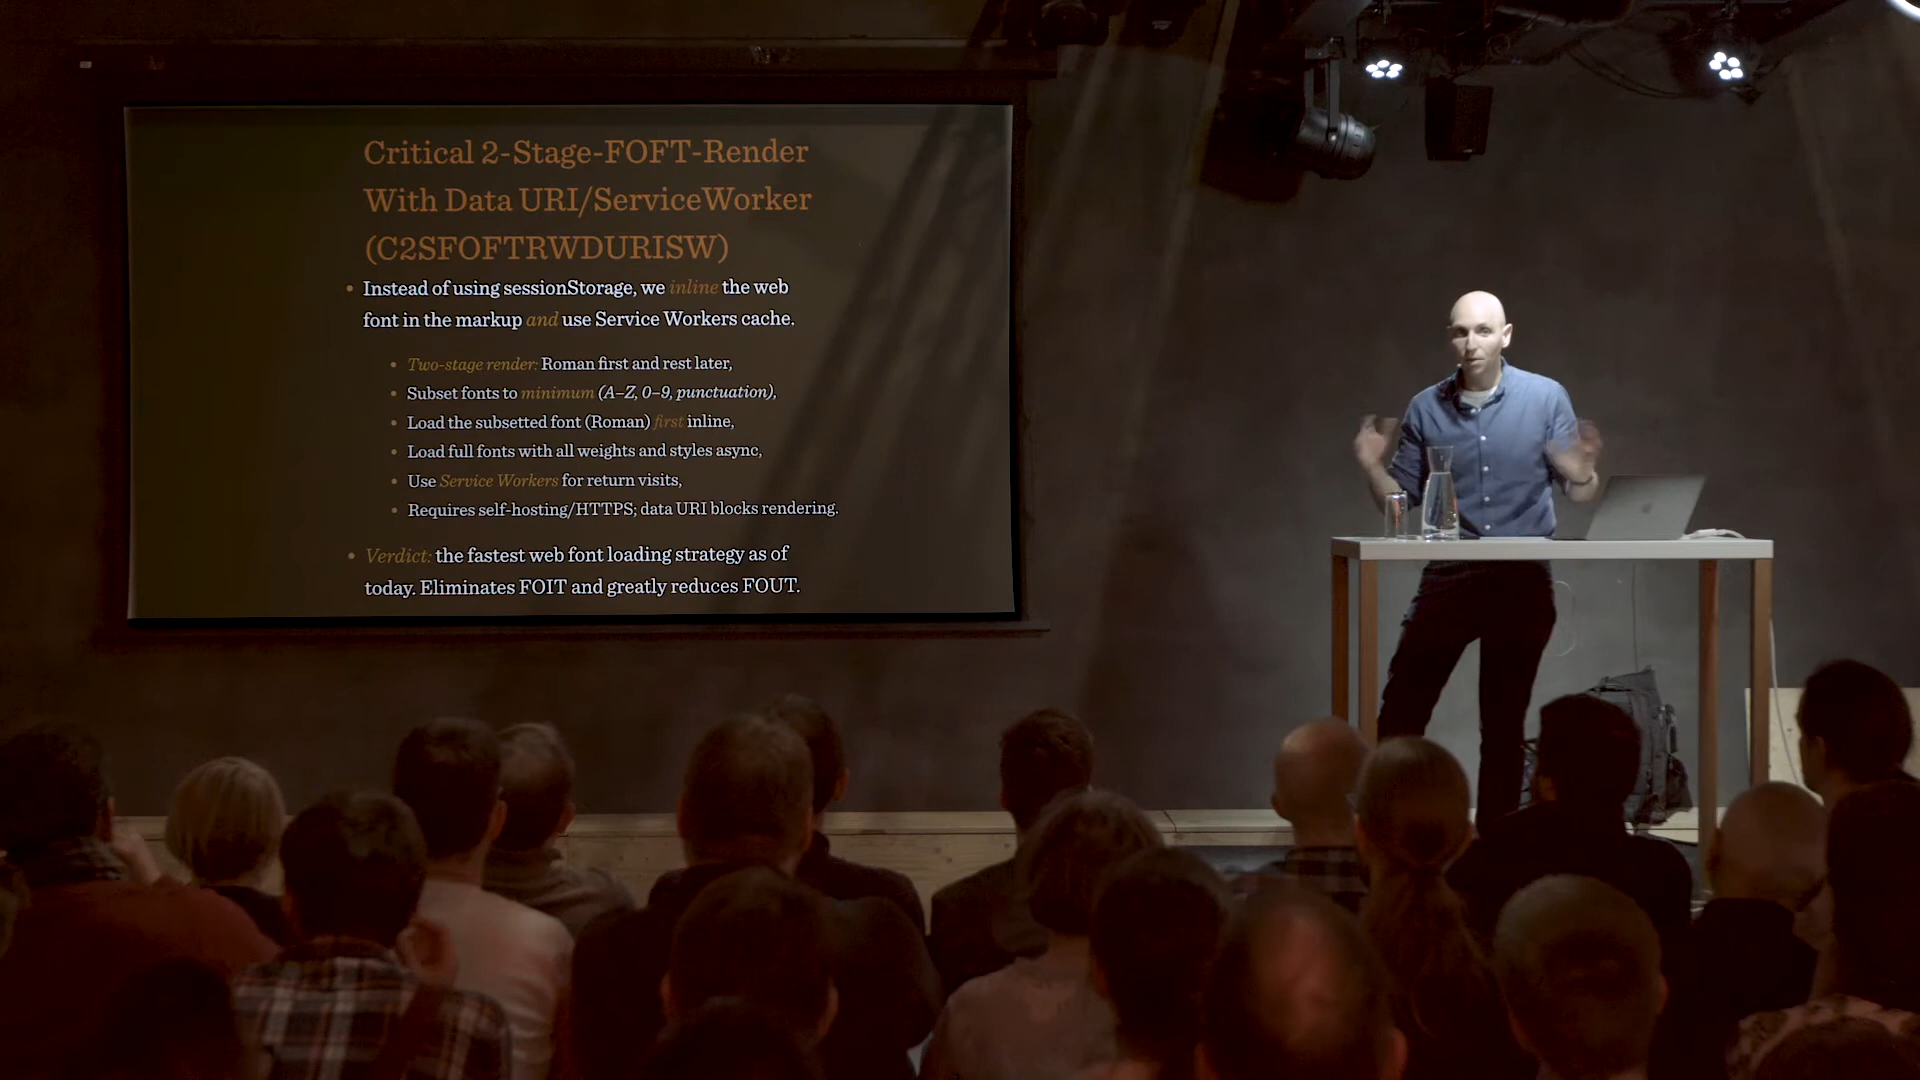 Critical 2-Stage-FOFT-Render
With Data URI/ServiceWorker
(C2SFOFTRWDURISW)
• Instead of using sessionStorage, we inline the web
font in the markup and use Service Workers cache.
• Two-stage render: Roman first and rest later,
• Subset fonts to minimum (A–Z, 0–9, punctuation),
• Load the subsetted font (Roman) first inline,
• Load full fonts with all weights and styles async,
• Use Service Workers for return visits,
• Requires self-hosting/HTTPS; data URI blocks rendering.
• Verdict: the fastest web font loading strategy as of
today. Eliminates FOIT and greatly reduces FOUT.